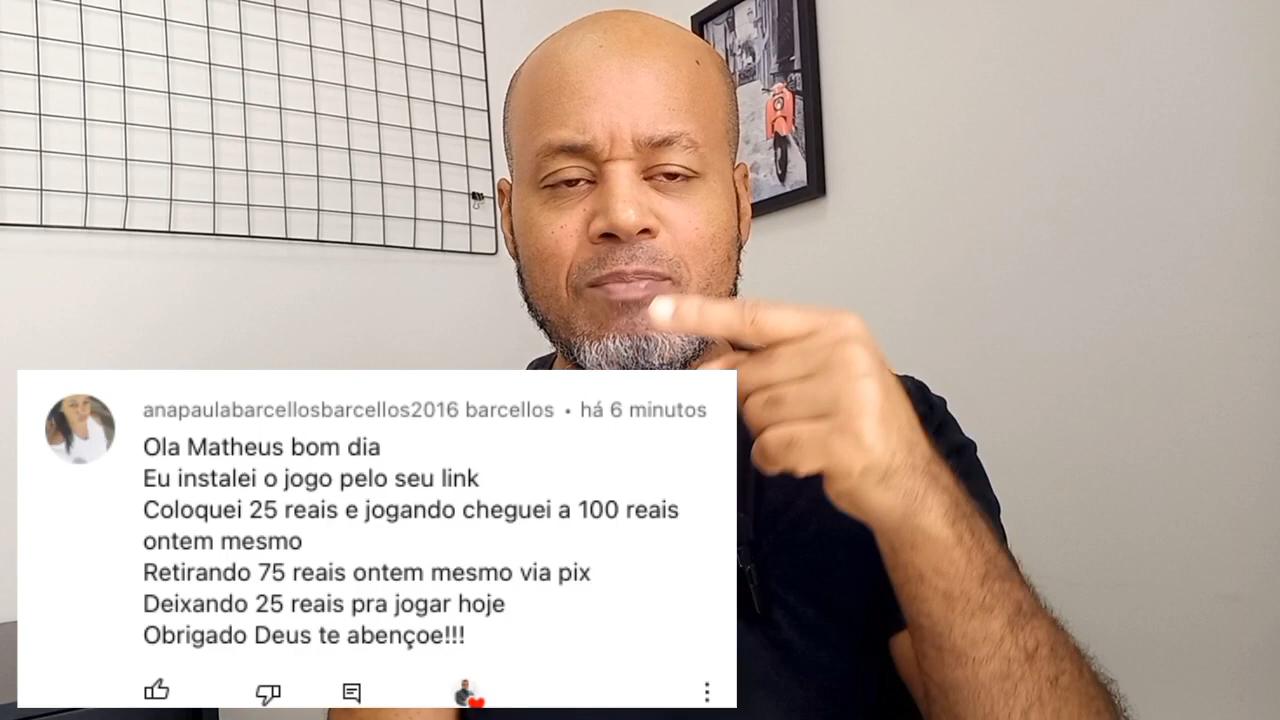 anapaulabarcellosbarcellos2016 barcellos • há 6 minutos
Ola Matheus bom dia
Eu instalei o jogo pelo seu link
Coloquei 25 reais e jogando cheguei a 100 reais
ontem mesmo
Retirando 75 reais ontem mesmo via pix
Deixando 25 reais pra jogar hoje
Obrigado Deus te abençoe!!!